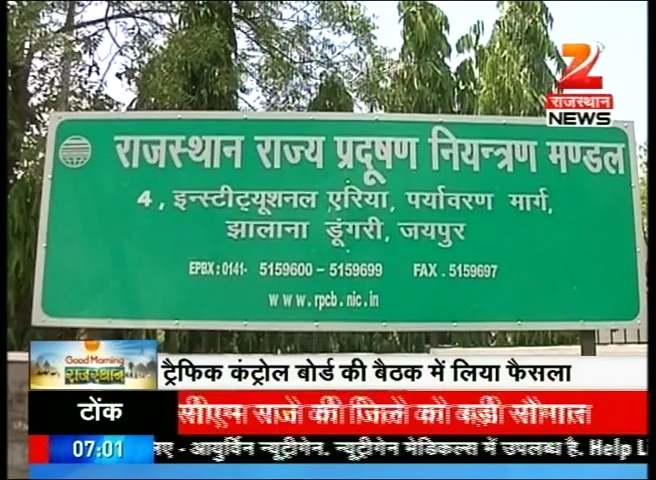 राजस्थान
NEWS
राजस्थान राज्य प्रदूषण नियन्त्रण मण्डल
4, इन्स्टीट्यूशनल एरिया, पर्यावरण मार्ग,
झालाना डूंगरी, जयपुर
EPBX : 0141- 5159600 – 5159699 FAX . 5159697
www.rpcb.nic.in
Good Morning
राजस्थान
ट्रैफिक कंट्रोल बोर्ड की बैठक में लिया फैसला
टोंक
सीएम राजे की जिले को बड़ी सौगात
07:01
- आयुर्विन न्यूट्रीगेन. न्यूट्रीगेन मेडिकल्स में उपलब्ध है. Help L